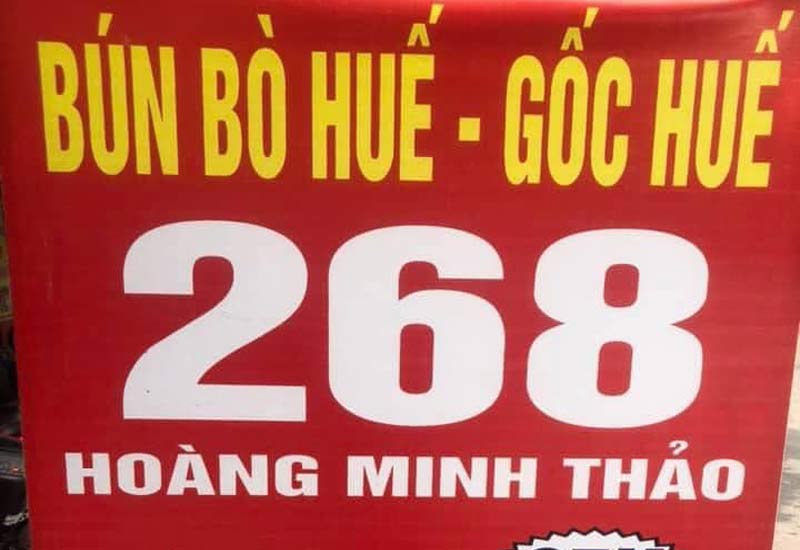 BÚN BÒ HUẾ - GỐC HUẾ
268
HOÀNG MINH THẢO